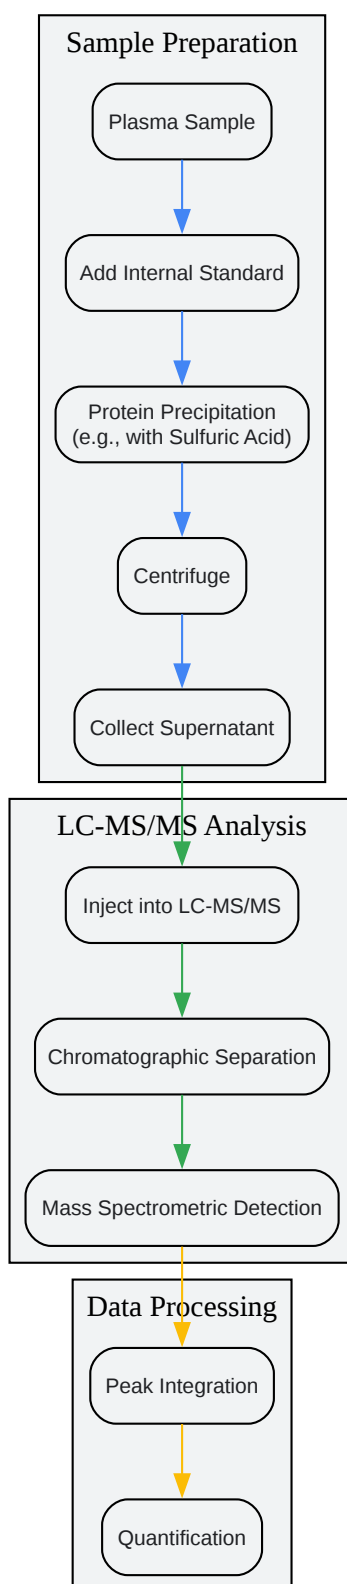 Sample Preparation
Plasma Sample
Add Internal Standard
Protein Precipitation
(e.g., with Sulfuric Acid)
Centrifuge
Collect Supernatant
LC-MS/MS Analysis
Inject into LC-MS/MS
Chromatographic Separation
Mass Spectrometric Detection
Data Processing
Peak Integration
Quantification